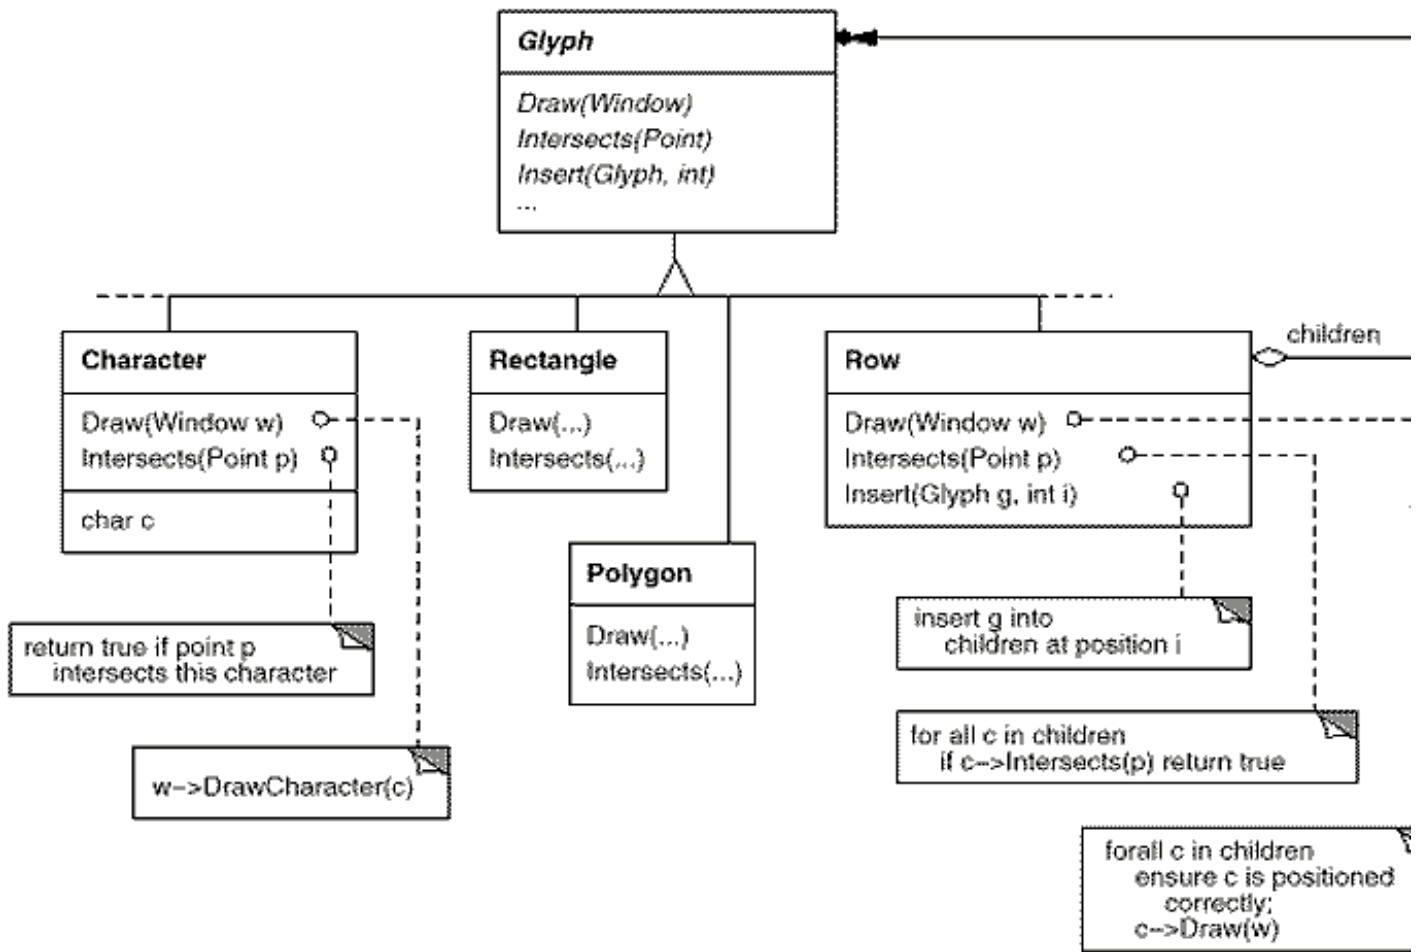 Glyph
Draw(Window)
Intersects(Point)
Insert(Glyph, int)
...
children
Character
Draw(Window w)
Intersects(Point p)
char c
Rectangle
Draw(...)
Intersects(...)
Row
Draw(Window w)
Intersects(Point p)
Insert(Glyph g, int i)
Polygon
Draw(...)
Intersects(...)
return true if point p
intersects this character
w->DrawCharacter(c)
insert g into
children at position i
for all c in children
if c->Intersects(p) return true
forall c in children
ensure c is positioned
correctly;
c->Draw(w)